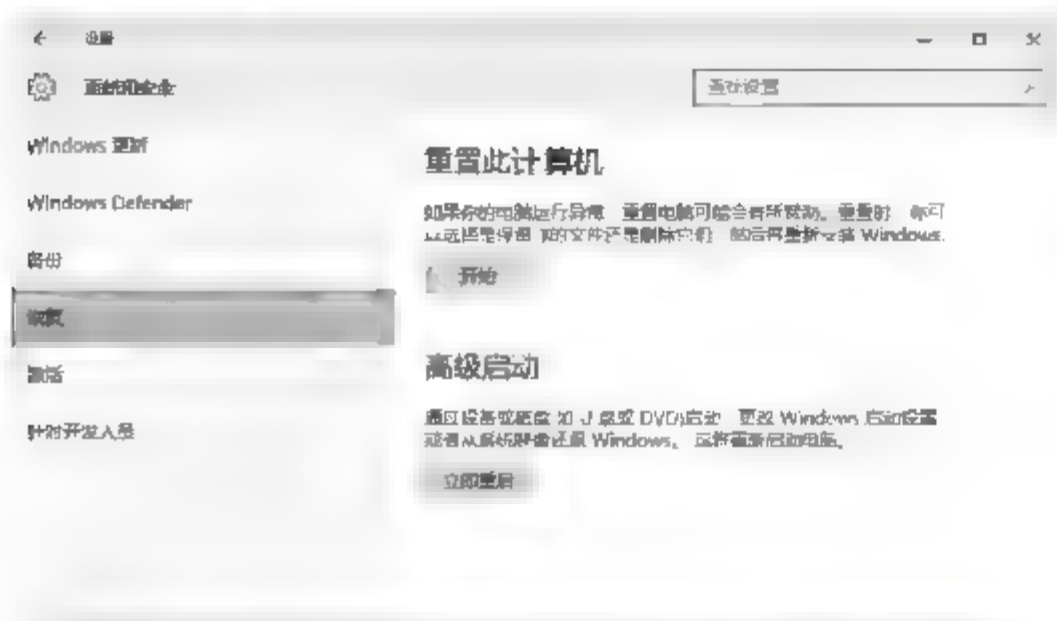 设置
更新和安全
查找设置
Windows 更新
Windows Defender
备份
恢复
激活
针对开发人员
重置此计算机
如果你的电脑运行异常，重置电脑可能会有所帮助。重置时，你可
以选择是保留你的文件还是删除它们，然后再重新安装 Windows。
开始
高级启动
通过设备或磁盘(如 U 盘或 DVD)启动，更改 Windows 启动设置
或者从系统映像还原 Windows。这将重新启动电脑。
立即重启